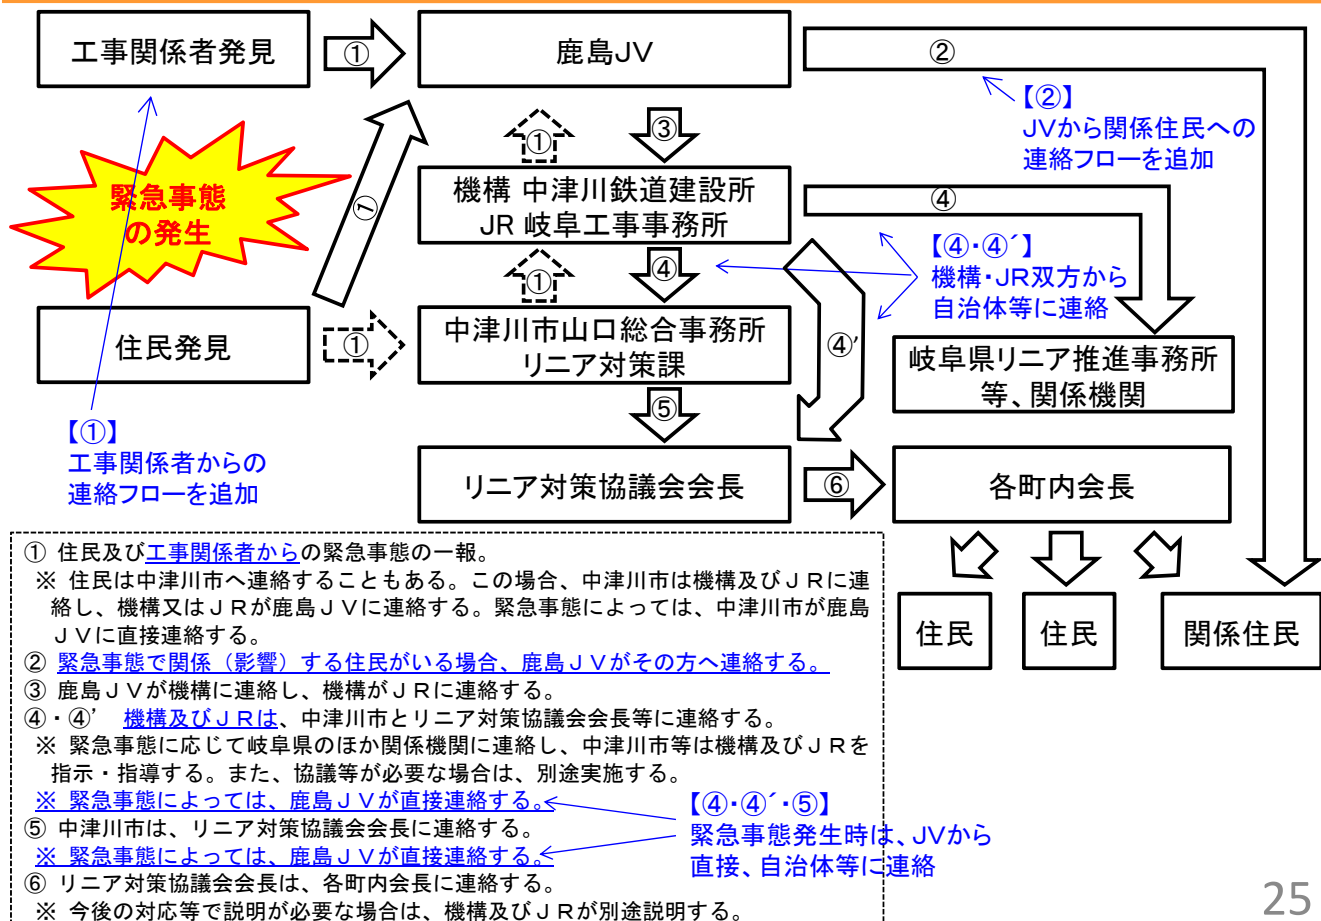 工事関係者発見
①
鹿島JV
②
【②】
JVから関係住民への
連絡フローを追加
緊急事態
の発生
①
①
③
機構 中津川鉄道建設所
JR 岐阜工事事務所
④
【④・④´】
機構・JR双方から
自治体等に連絡
①
④
④’
住民発見
①
中津川市山口総合事務所
リニア対策課
岐阜県リニア推進事務所
等、関係機関
⑤
【①】
工事関係者からの
連絡フローを追加
リニア対策協議会会長
⑥
各町内会長
住民
住民
関係住民
① 住民及び工事関係者からの緊急事態の一報。
※ 住民は中津川市へ連絡することもある。この場合、中津川市は機構及びＪＲに連
絡し、機構又はＪＲが鹿島ＪＶに連絡する。緊急事態によっては、中津川市が鹿島
ＪＶに直接連絡する。
② 緊急事態で関係（影響）する住民がいる場合、鹿島ＪＶがその方へ連絡する。
③ 鹿島ＪＶが機構に連絡し、機構がＪＲに連絡する。
④・④’ 機構及びＪＲは、中津川市とリニア対策協議会会長等に連絡する。
※ 緊急事態に応じて岐阜県のほか関係機関に連絡し、中津川市等は機構及びＪＲを
指示・指導する。また、協議等が必要な場合は、別途実施する。
※ 緊急事態によっては、鹿島ＪＶが直接連絡する。
⑤ 中津川市は、リニア対策協議会会長に連絡する。
※ 緊急事態によっては、鹿島ＪＶが直接連絡する。
⑥ リニア対策協議会会長は、各町内会長に連絡する。
※ 今後の対応等で説明が必要な場合は、機構及びＪＲが別途説明する。
【④・④´・⑤】
緊急事態発生時は、JVから
直接、自治体等に連絡
25